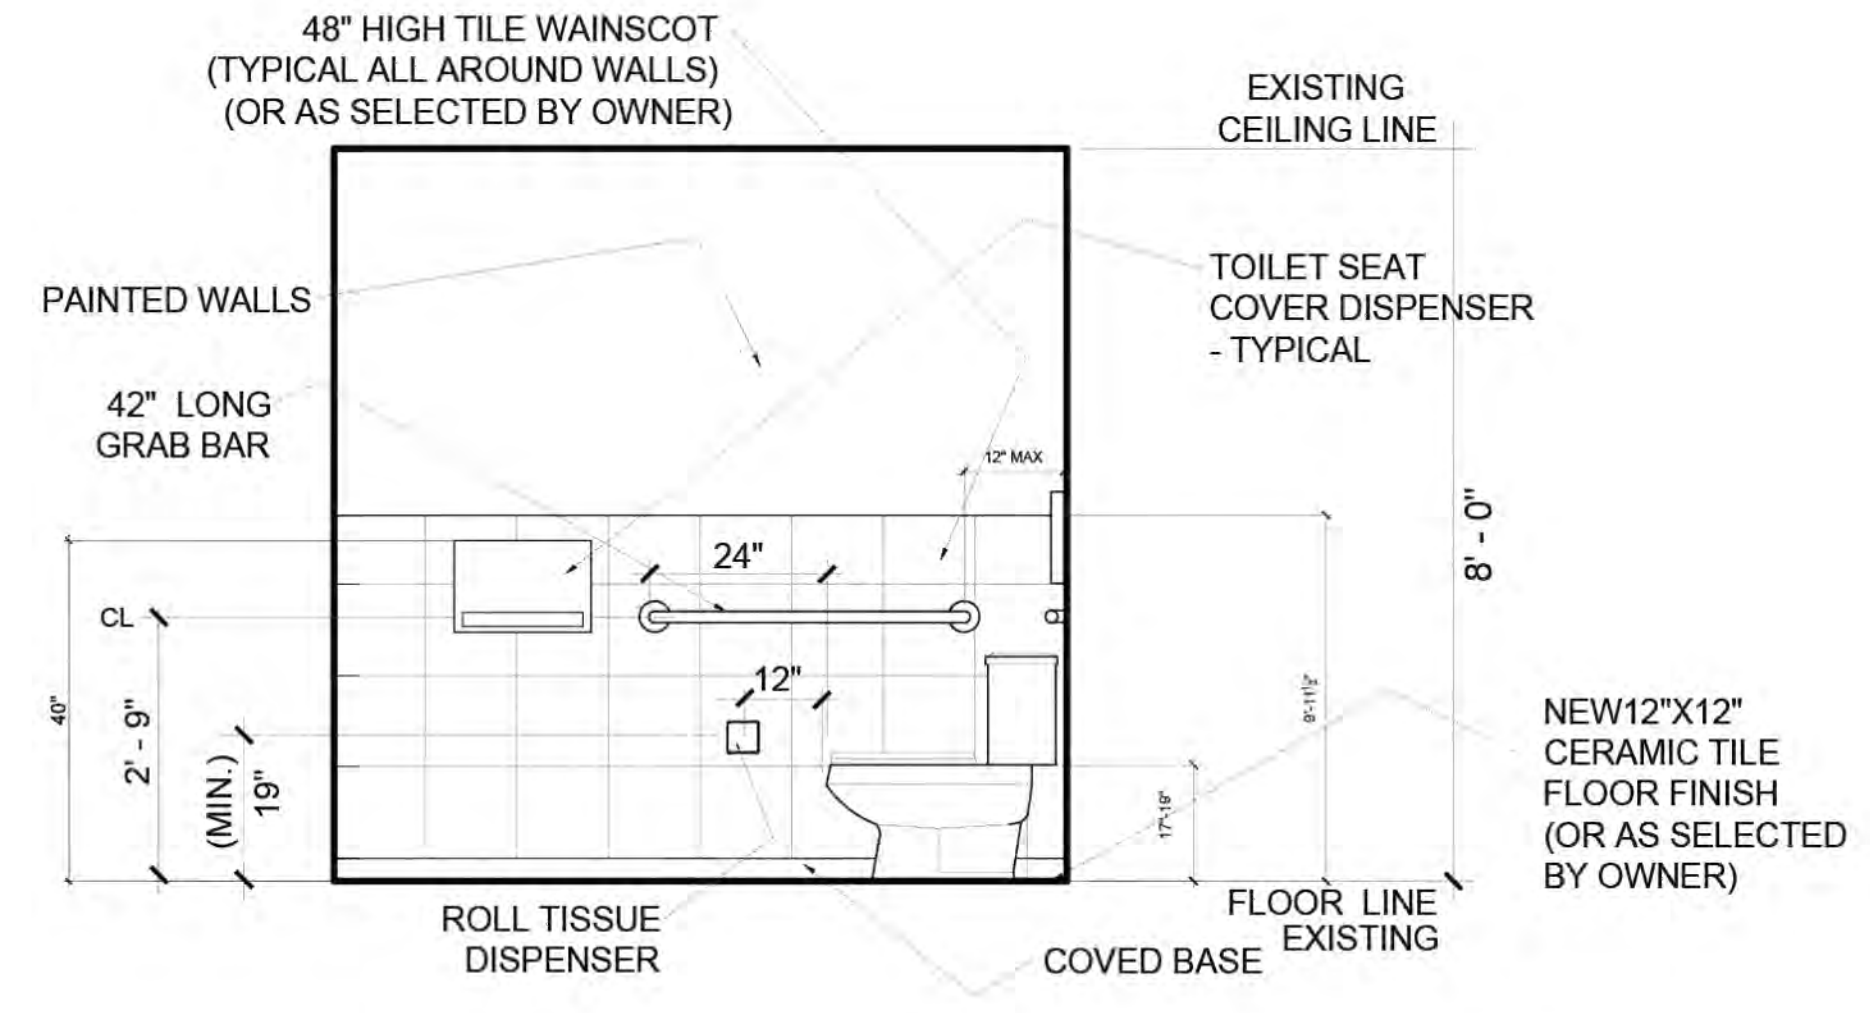 48" HIGH TILE WAINSCOT
(TYPICAL ALL AROUND WALLS)
(OR AS SELECTED BY OWNER)
EXISTING
CEILING LINE
PAINTED WALLS
TOILET SEAT
COVER DISPENSER
- TYPICAL
42" LONG
GRAB BAR
12" MAX
24"
8' - 0"
CL
12"
40"
2' - 9"
(MIN.)
19"
17"-19"
NEW12"X12"
CERAMIC TILE
FLOOR FINISH
(OR AS SELECTED
BY OWNER)
ROLL TISSUE
DISPENSER
COVED BASE
FLOOR LINE
EXISTING